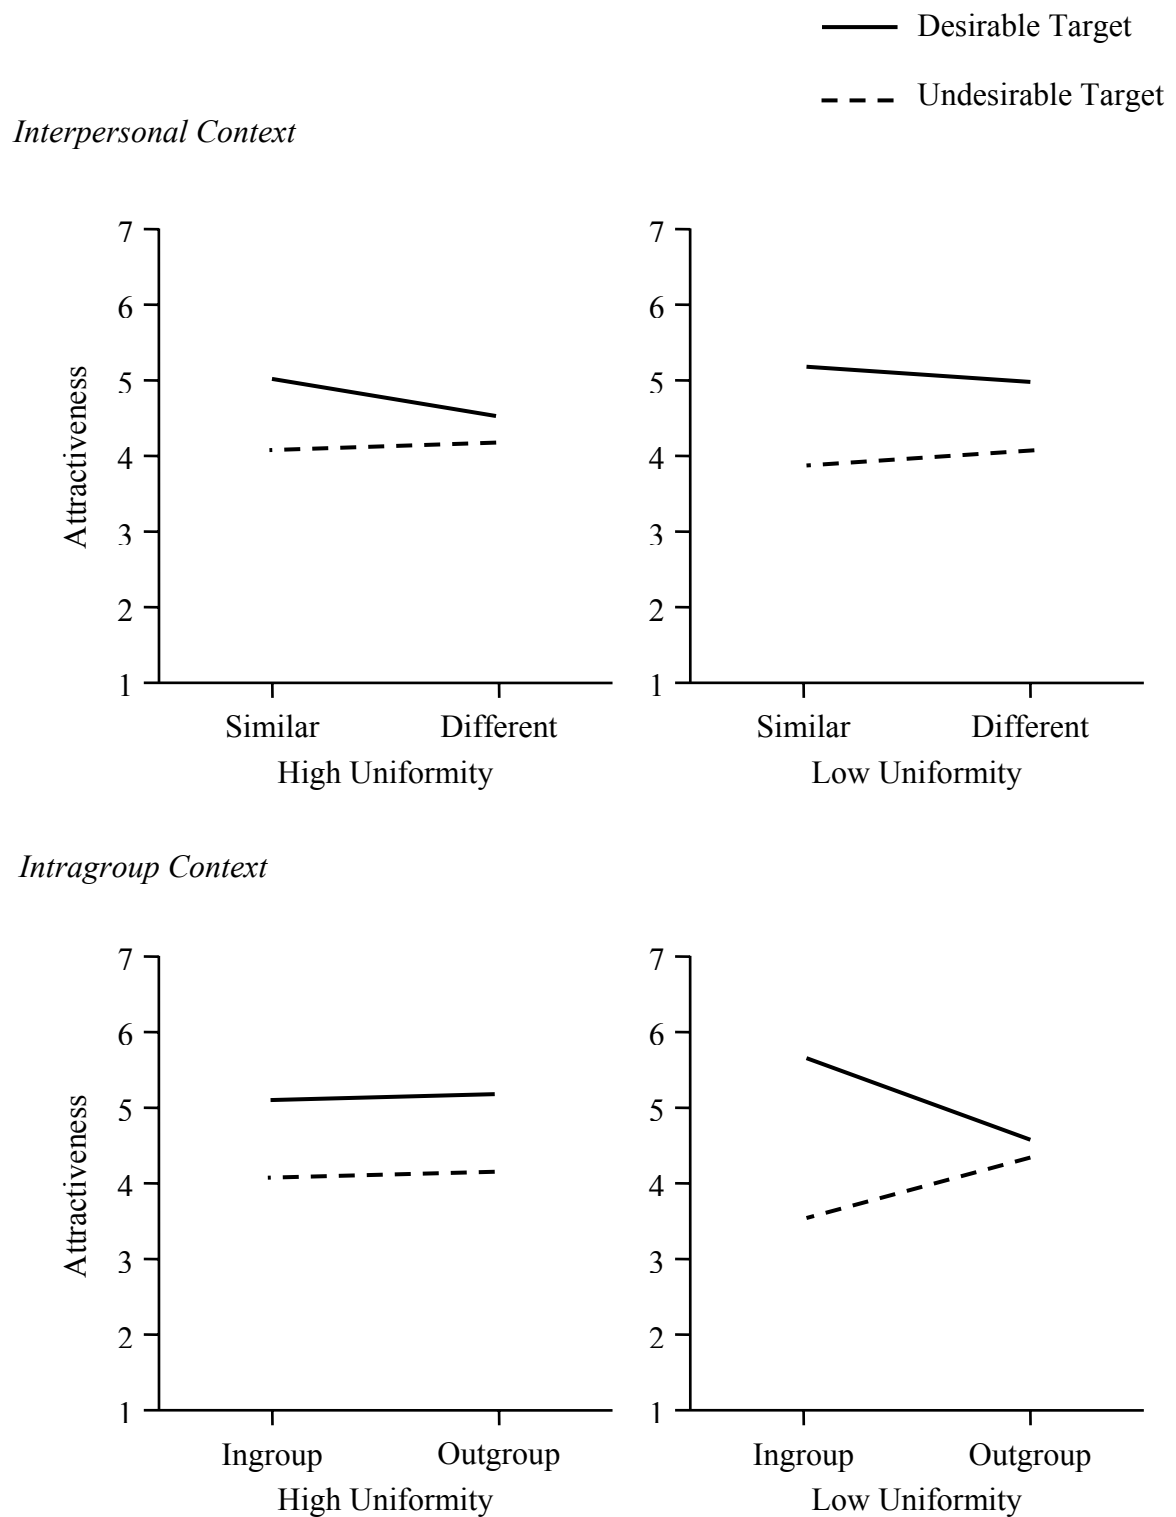 Desirable Target
Undesirable Target
Interpersonal Context
7 7
6 6
5 5
4 4
3 3
2 2
1 1
Attractiveness
Similar Different Similar Different
High Uniformity Low Uniformity
Intragroup Context
7 7
6 6
5 5
4 4
3 3
2 2
1 1
Attractiveness
Ingroup Outgroup Ingroup Outgroup
High Uniformity Low Uniformity